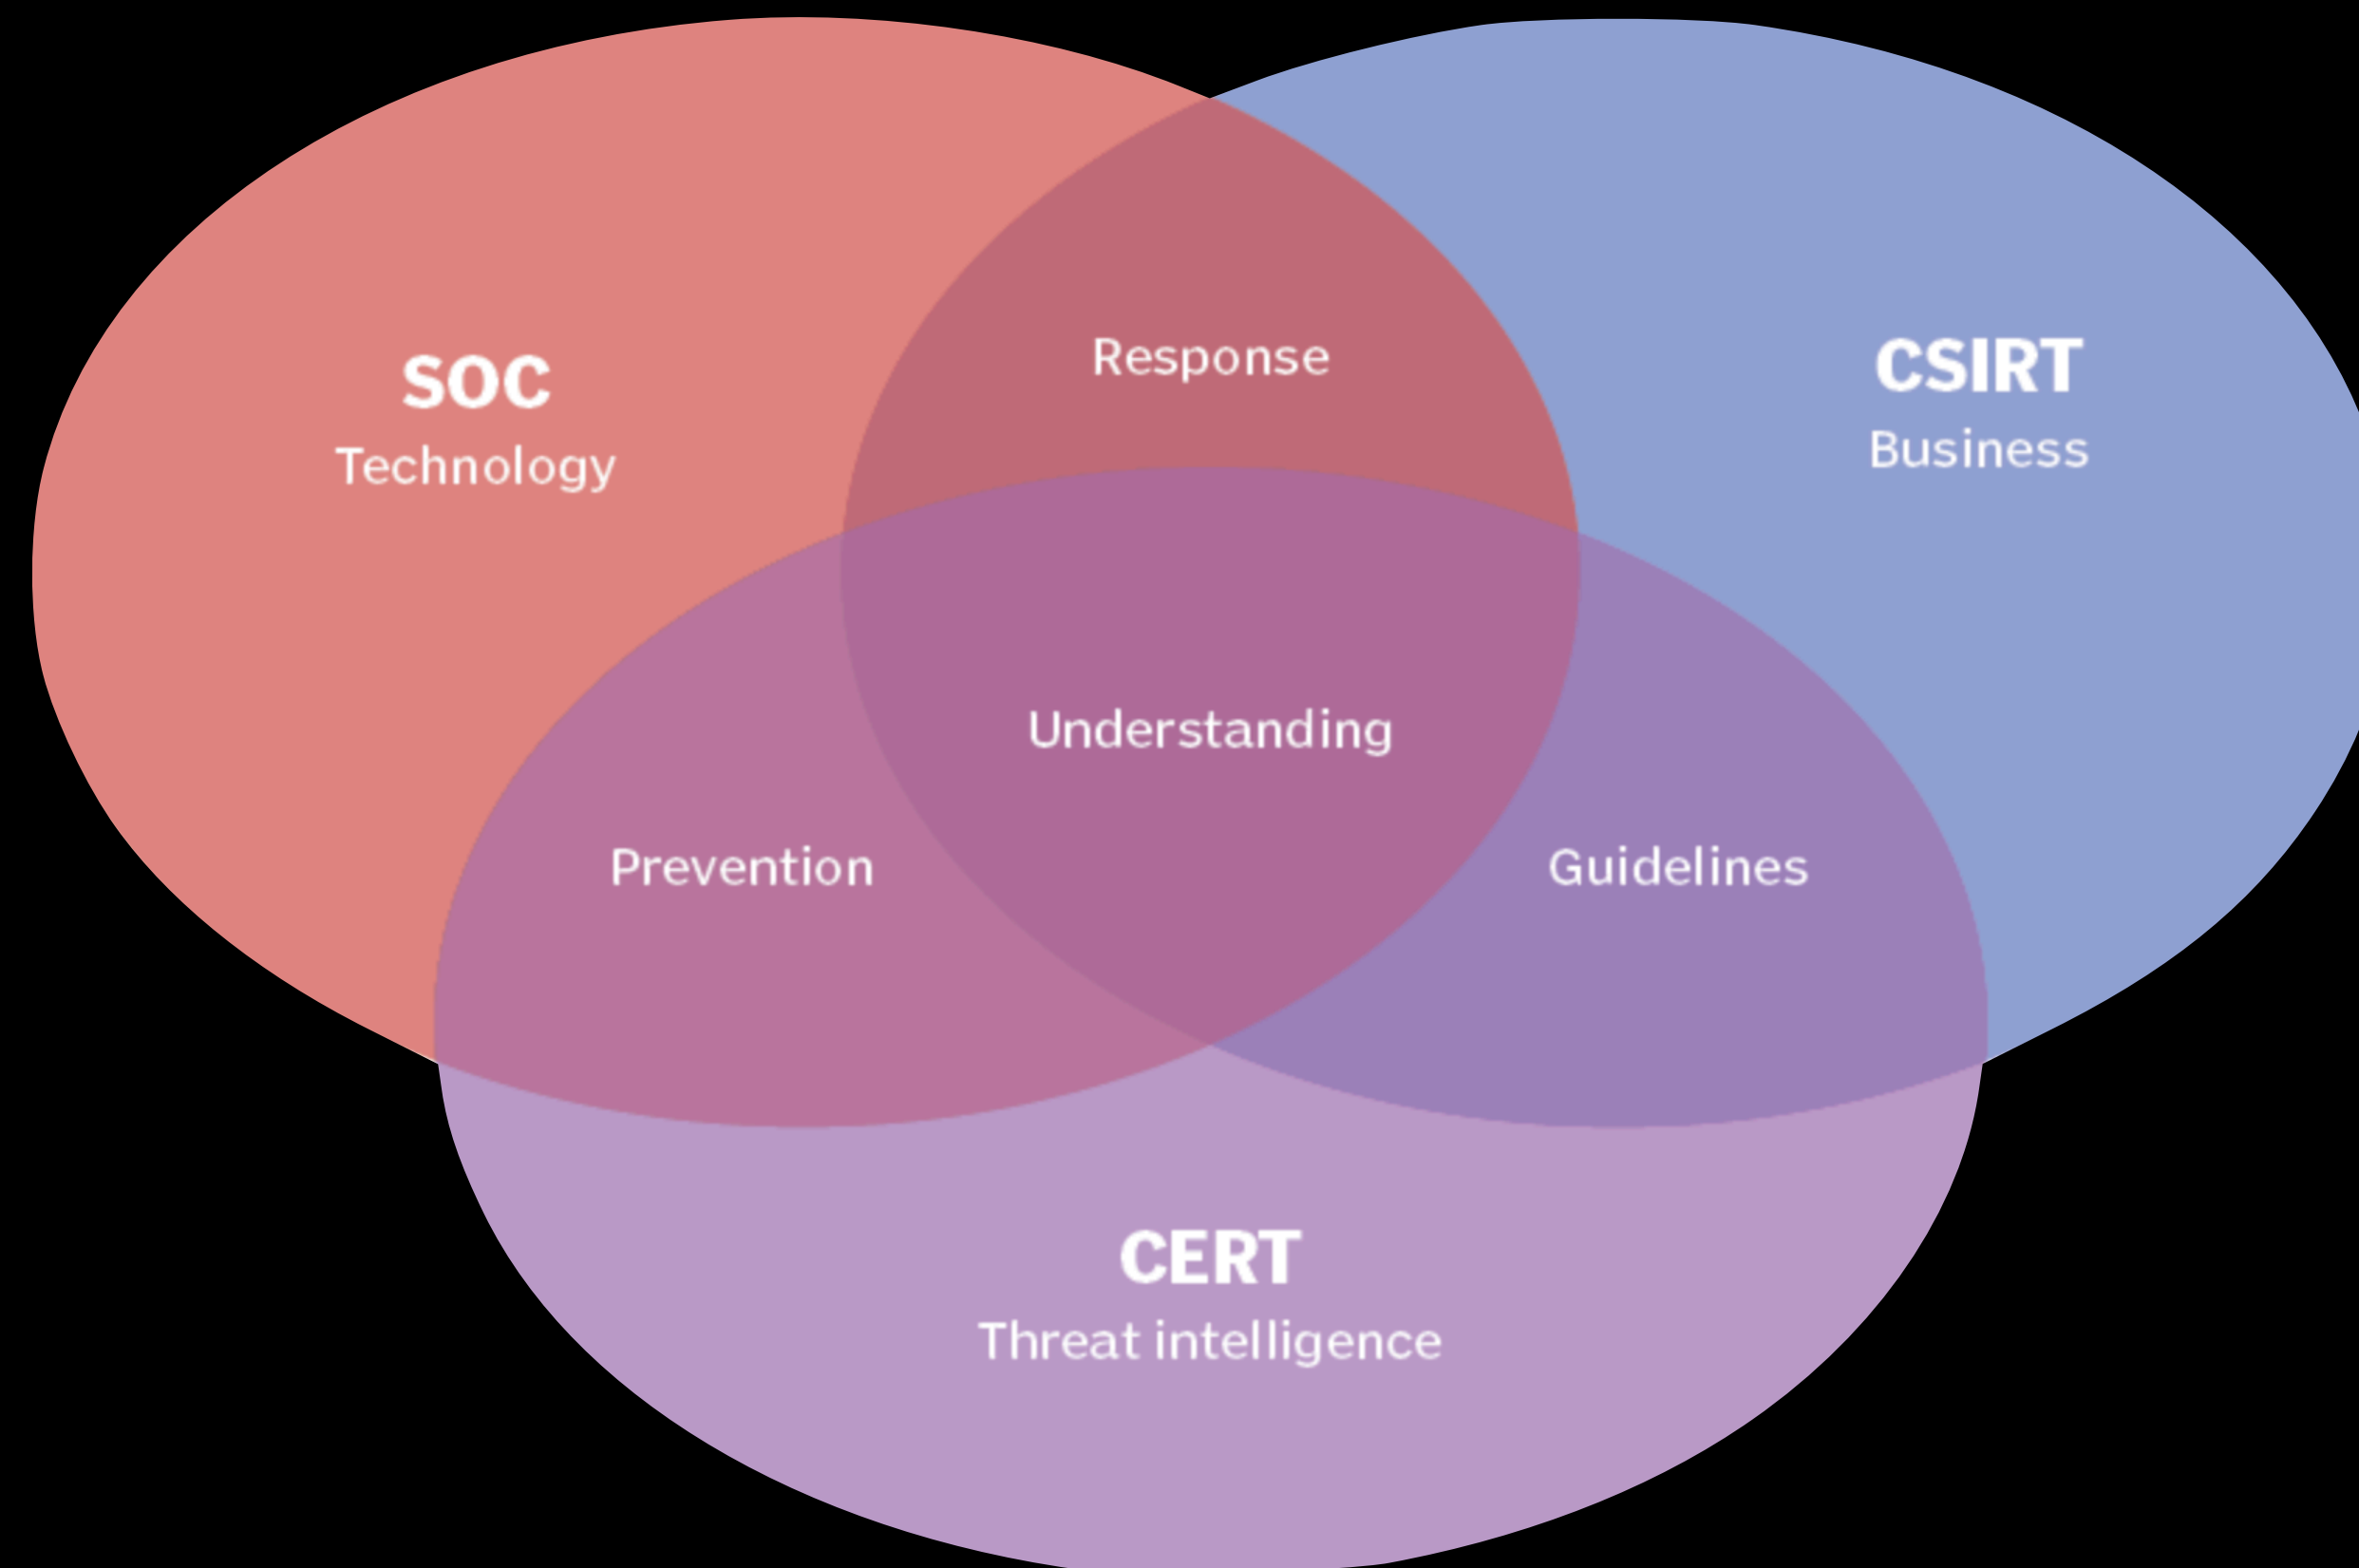 Response
SOC
Technology
CSIRT
Business
Understanding
Prevention
Guidelines
CERT
Threat intelligence